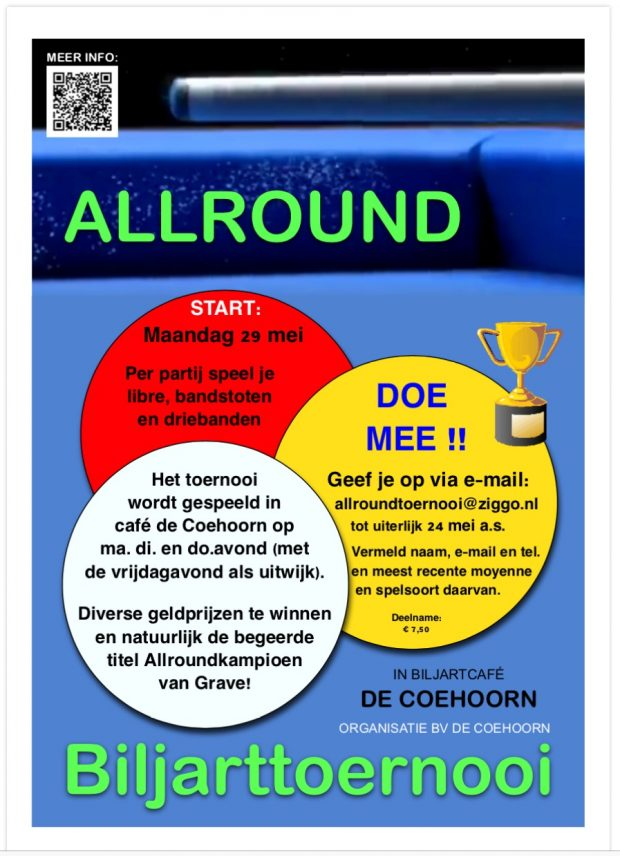 MEER INFO:
ALLROUND
START:
Maandag 29 mei
Per partij speel je
libre, bandstoten
en driebanden
DOE
MEE !!
Geef je op via e-mail:
allroundtoernooi@ziggo.nl
tot uiterlijk 24 mei a.s.
Vermeld naam, e-mail en tel.
en meest recente moyenne
en spelsoort daarvan.
Deelname:
€ 7,50
Het toernooi
wordt gespeeld in
café de Coehoorn op
ma. di. en do.avond (met
de vrijdagavond als uitwijk).
Diverse geldprijzen te winnen
en natuurlijk de begeerde
titel Allroundkampioen
van Grave!
IN BILJARTCAFÉ
DE COEHOORN
ORGANISATIE BV DE COEHOORN
Biljarttoernooi